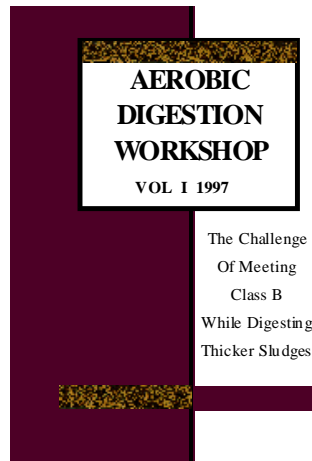 AEROBIC
DIGESTION
WORKSHOP
VOL I 1997
The Challenge
Of Meeting
Class B
While Digesting
Thicker Sludges